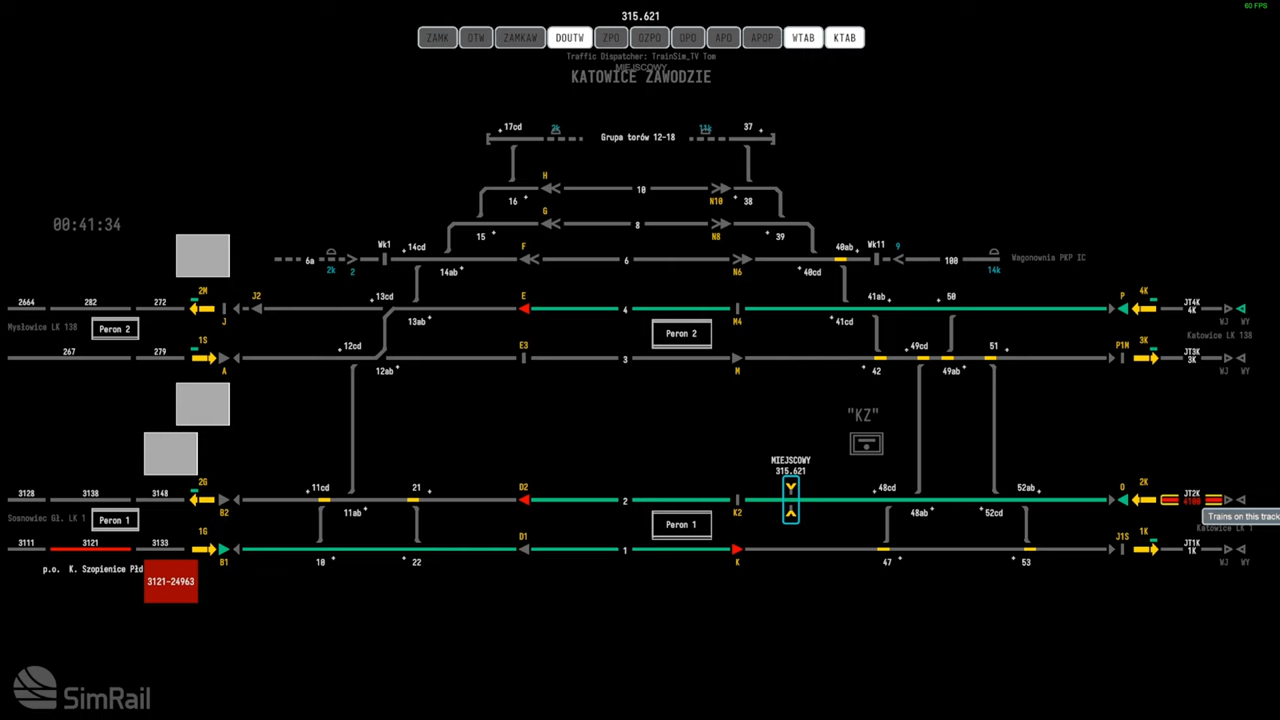 60 FPS
315.621
ZAMK OTW ZAMKAW DOUTW ZPO OZPO OPO APO APOP WTAB KTAB
Traffic Dispatcher: TrainSim_TV Tom
MIEJSCOWY
KATOWICE ZAWODZIE
17cd 2k Grupa torów 12-18 11k 37
H
10
16 N10 38
G
8
15 N8 39
00:41:34
Wk1 14cd F 40ab Wk11 9
6a 6 100 Wagonownia PKP IC
2k 2 14ab N6 40cd 14k
2M J2 13cd E 41ab 50 P 4K
2664 282 272 4 JT4K
4K
Mysłowice LK 138 Peron 2 J 13ab Peron 2 M4 41cd WJ WY
Katowice LK 138
1S 12cd E3 49cd 51 P1M 3K
267 279 3 JT3K
3K
A 12ab M 42 49ab WJ WY
"KZ"
MIEJSCOWY
315.621
2G 11cd 21 D2 48cd 52ab O 2K
3128 3138 3148 2 JT2K
4100
Sosnowiec Gł. LK 1 Peron 1 B2 11ab Peron 1 K2 48ab 52cd
Trains on this track
Katowice LK 1
1G D1 J1S 1K
3111 3121 3133 1 JT1K
1K
B1 10 22 K 47 53 WJ WY
p.o. K. Szopienice Płd
3121-24963
SimRail